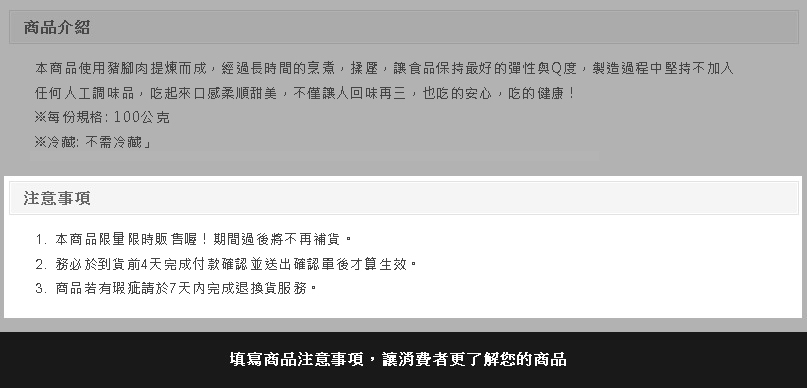 商品介紹
本商品使用豬腳肉提煉而成，經過長時間的烹煮，揉壓，讓食品保持最好的彈性與Q度，製造過程中堅持不加入
任何人工調味品，吃起來口感柔順甜美，不僅讓人回味再三，也吃的安心，吃的健康！
※每份規格: 100公克
※冷藏: 不需冷藏」
注意事項
1. 本商品限量限時販售喔！期間過後將不再補貨。
2. 務必於到貨前4天完成付款確認並送出確認單後才算生效。
3. 商品若有瑕疵請於7天內完成退換貨服務。
填寫商品注意事項，讓消費者更了解您的商品